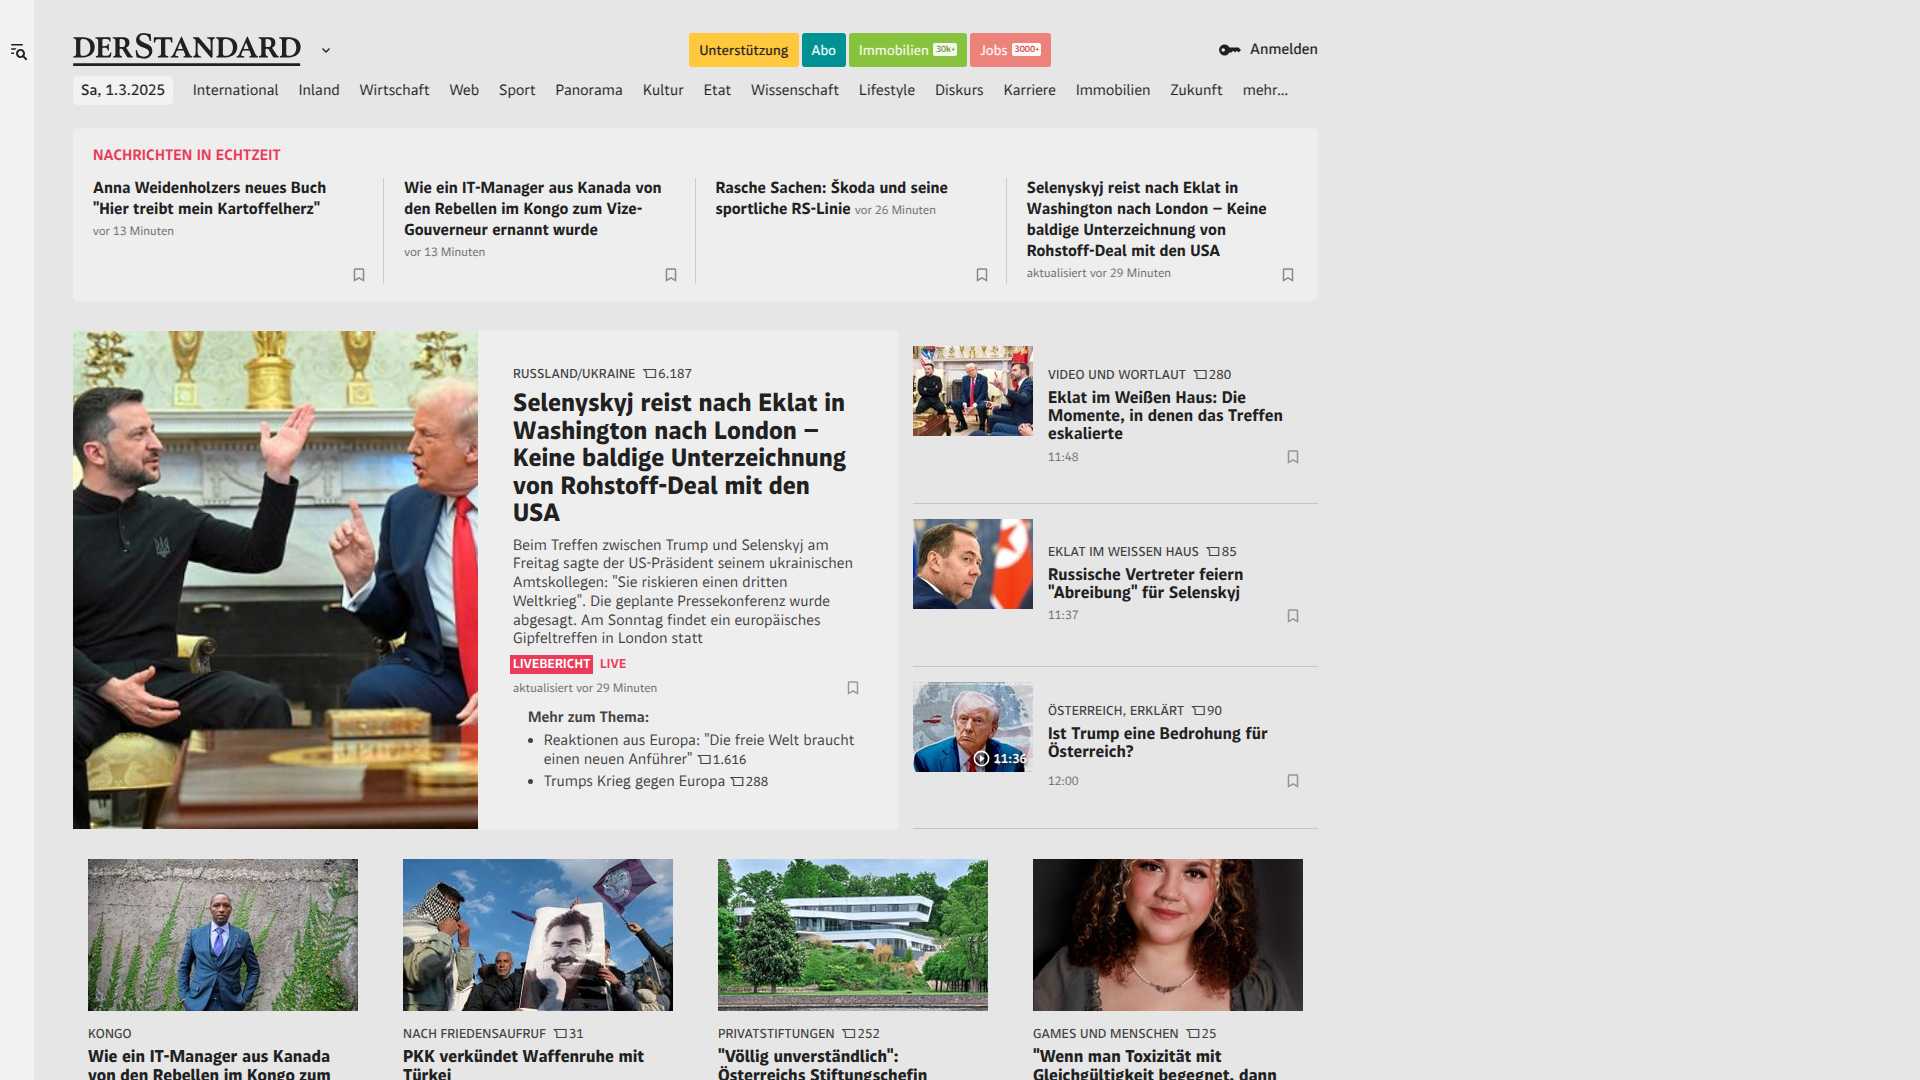 DERSTANDARD
Unterstützung
Abo
Immobilien 30k+
Jobs 3000+
Anmelden
Sa, 1.3.2025
International
Inland
Wirtschaft
Web
Sport
Panorama
Kultur
Etat
Wissenschaft
Lifestyle
Diskurs
Karriere
Immobilien
Zukunft
mehr...
NACHRICHTEN IN ECHTZEIT
Anna Weidenholzers neues Buch
"Hier treibt mein Kartoffelherz"
vor 13 Minuten
Wie ein IT-Manager aus Kanada von
den Rebellen im Kongo zum Vize-
Gouverneur ernannt wurde
vor 13 Minuten
Rasche Sachen: Škoda und seine
sportliche RS-Linie vor 26 Minuten
Selenyskyj reist nach Eklat in
Washington nach London – Keine
baldige Unterzeichnung von
Rohstoff-Deal mit den USA
aktualisiert vor 29 Minuten
RUSSLAND/UKRAINE 6.187
Selenyskyj reist nach Eklat in
Washington nach London –
Keine baldige Unterzeichnung
von Rohstoff-Deal mit den
USA
Beim Treffen zwischen Trump und Selenskyj am
Freitag sagte der US-Präsident seinem ukrainischen
Amtskollegen: "Sie riskieren einen dritten
Weltkrieg". Die geplante Pressekonferenz wurde
abgesagt. Am Sonntag findet ein europäisches
Gipfeltreffen in London statt
LIVEBERICHT LIVE
aktualisiert vor 29 Minuten
Mehr zum Thema:
• Reaktionen aus Europa: "Die freie Welt braucht
einen neuen Anführer" 1.616
• Trumps Krieg gegen Europa 288
VIDEO UND WORTLAUT 280
Eklat im Weißen Haus: Die
Momente, in denen das Treffen
eskalierte
11:48
EKLAT IM WEISSEN HAUS 85
Russische Vertreter feiern
"Abreibung" für Selenskyj
11:37
11:36
ÖSTERREICH, ERKLÄRT 90
Ist Trump eine Bedrohung für
Österreich?
12:00
KONGO
Wie ein IT-Manager aus Kanada
von den Rebellen im Kongo zum
NACH FRIEDENSAUFRUF 31
PKK verkündet Waffenruhe mit
Türkei
PRIVATSTIFTUNGEN 252
"Völlig unverständlich":
Österreichs Stiftungschefin
GAMES UND MENSCHEN 25
"Wenn man Toxizität mit
Gleichgültigkeit begegnet, dann